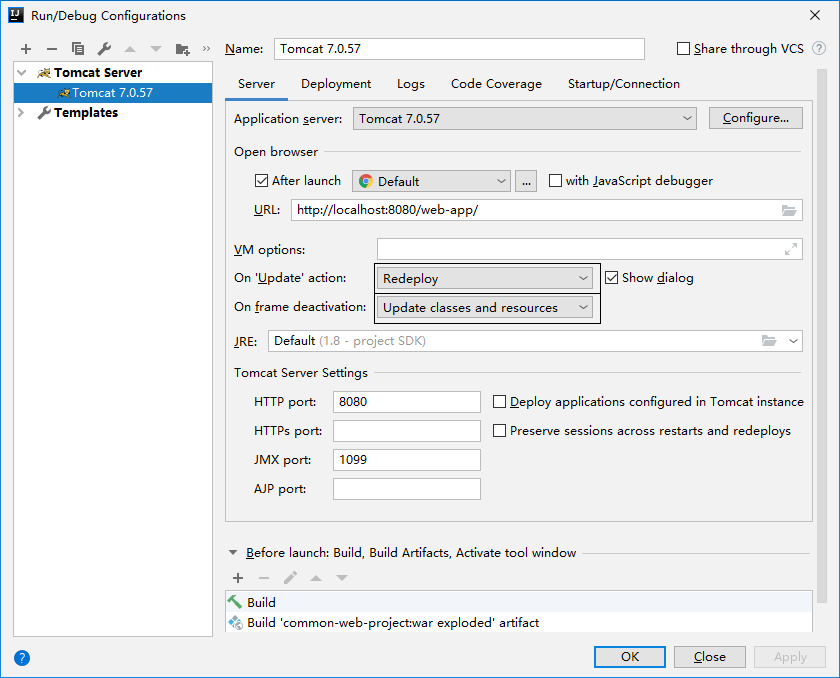 Run/Debug Configurations
Name: Tomcat 7.0.57 Share through VCS ?
Tomcat Server
Tomcat 7.0.57
Templates
Server Deployment Logs Code Coverage Startup/Connection
Application server: Tomcat 7.0.57 Configure...
Open browser
After launch Default ... with JavaScript debugger
URL: http://localhost:8080/web-app/
VM options:
On 'Update' action: Redeploy Show dialog
On frame deactivation: Update classes and resources
JRE: Default (1.8 - project SDK)
Tomcat Server Settings
HTTP port: 8080 Deploy applications configured in Tomcat instance
HTTPs port: Preserve sessions across restarts and redeploys
JMX port: 1099
AJP port:
Before launch: Build, Build Artifacts, Activate tool window
Build
Build 'common-web-project:war exploded' artifact
? OK Close Apply